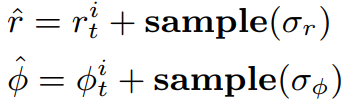 r̂ = r_t^i + sample(σ_r)
ϕ̂ = ϕ_t^i + sample(σ_ϕ)